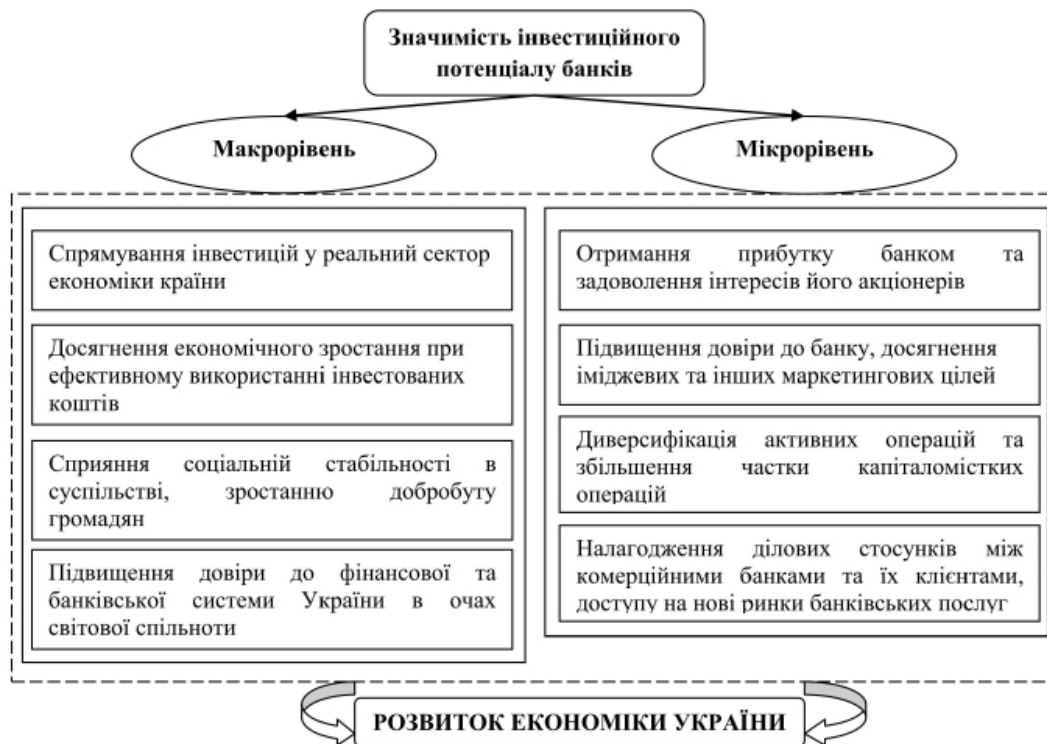 Значимість інвестиційного
потенціалу банків
Макрорівень
Мікрорівень
Спрямування інвестицій у реальний сектор
економіки країни
Досягнення економічного зростання при
ефективному використанні інвестованих
коштів
Сприяння соціальній стабільності в
суспільстві, зростанню добробуту
громадян
Підвищення довіри до фінансової та
банківської системи України в очах
світової спільноти
Отримання прибутку банком та
задоволення інтересів його акціонерів
Підвищення довіри до банку, досягнення
іміджевих та інших маркетингових цілей
Диверсифікація активних операцій та
збільшення частки капіталомістких
операцій
Налагодження ділових стосунків між
комерційними банками та їх клієнтами,
доступу на нові ринки банківських послуг
РОЗВИТОК ЕКОНОМІКИ УКРАЇНИ